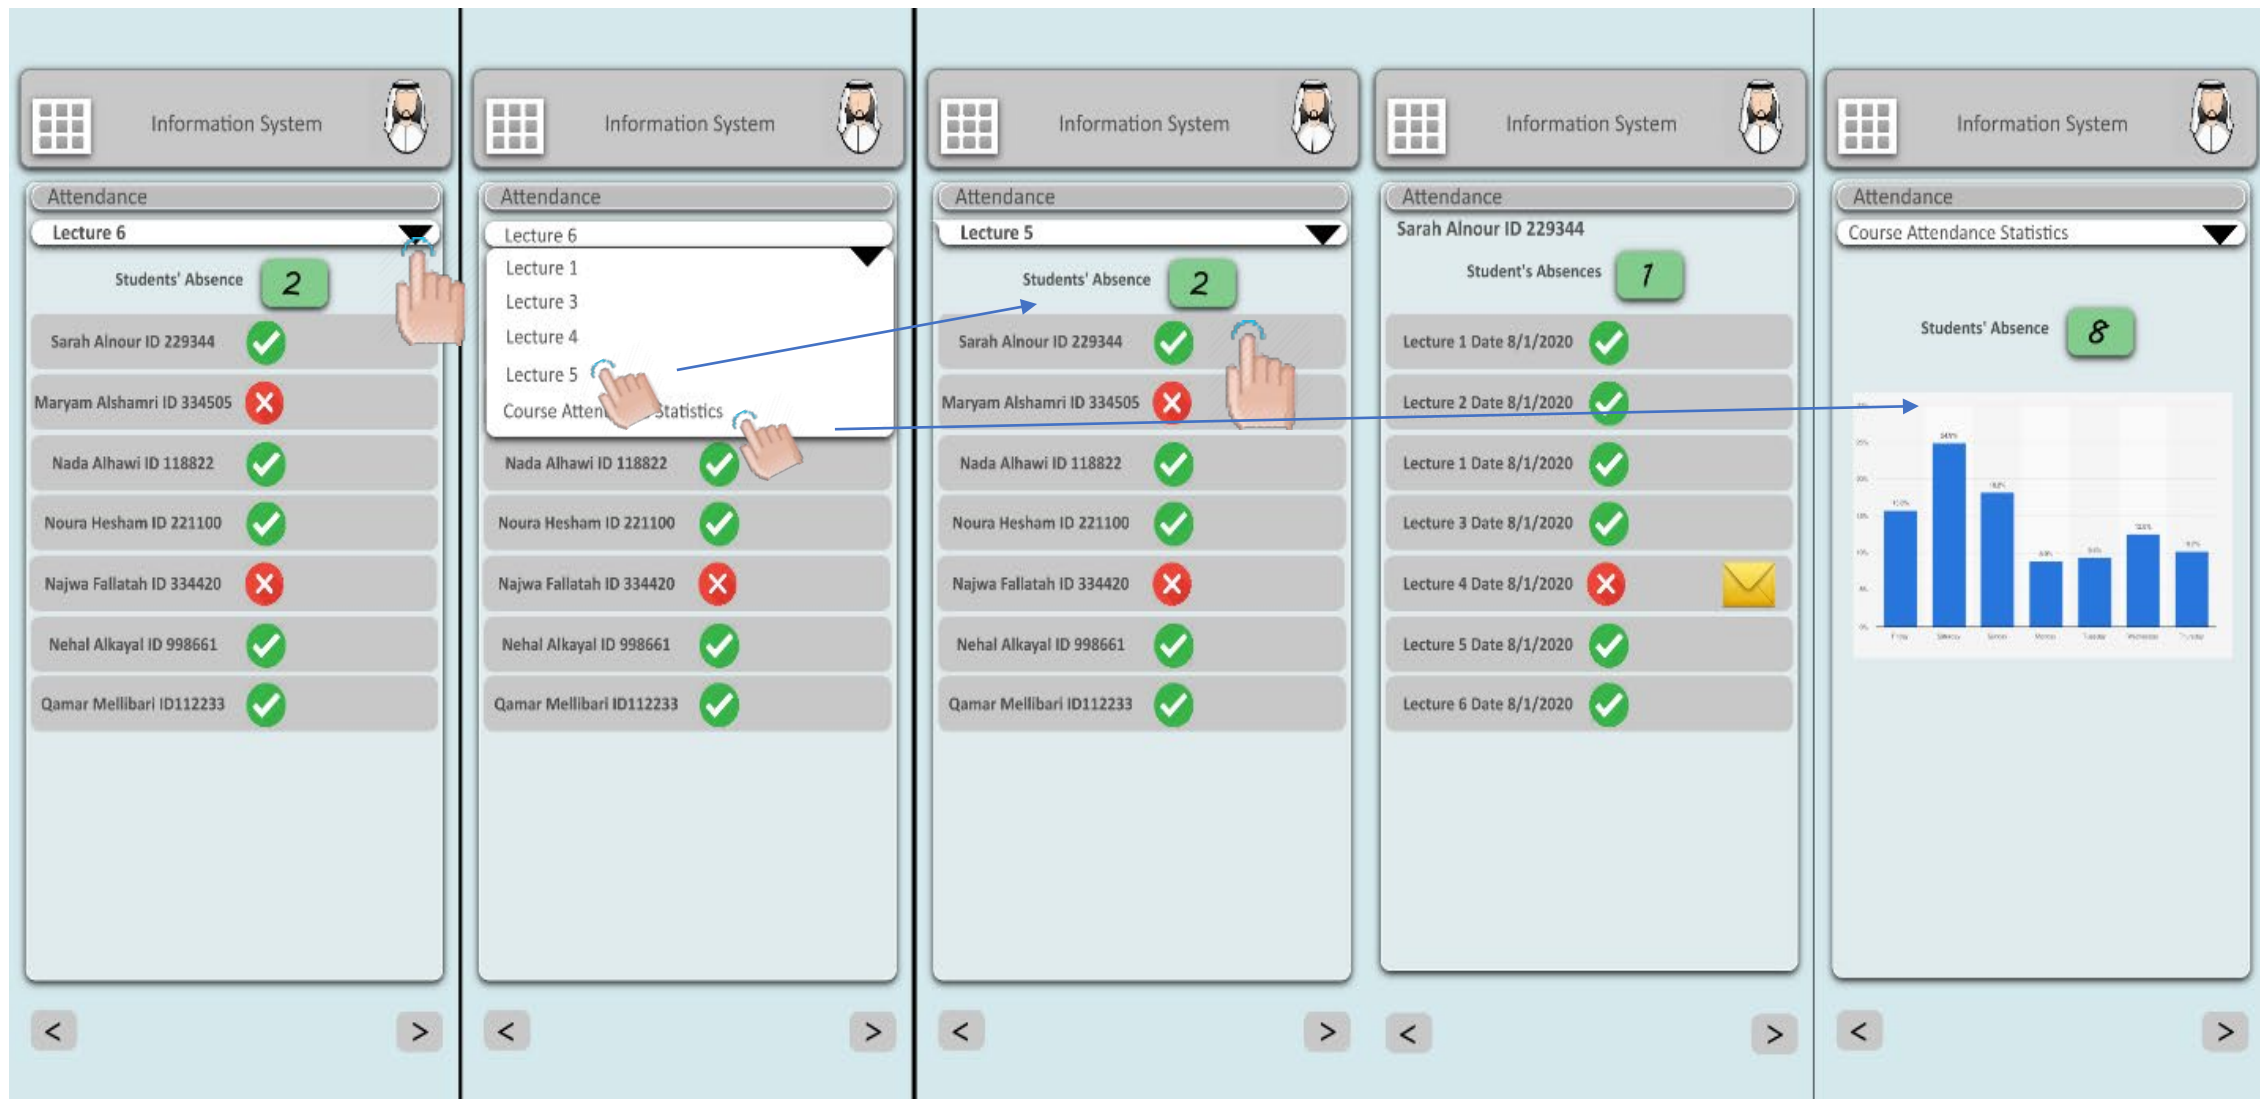 Information System
Attendance
Lecture 6
Students' Absence 2
Sarah Alnour ID 229344
Maryam Alshamri ID 334505
Nada Alhawi ID 118822
Noura Hesham ID 221100
Najwa Fallatah ID 334420
Nehal Alkayal ID 998661
Qamar Mellibari ID112233
< >
Information System
Attendance
Lecture 6
Lecture 1
Lecture 3
Lecture 4
Lecture 5
Course Atten Statistics
Nada Alhawi ID 118822
Noura Hesham ID 221100
Najwa Fallatah ID 334420
Nehal Alkayal ID 998661
Qamar Mellibari ID112233
< >
Information System
Attendance
Lecture 5
Students' Absence 2
Sarah Alnour ID 229344
Maryam Alshamri ID 334505
Nada Alhawi ID 118822
Noura Hesham ID 221100
Najwa Fallatah ID 334420
Nehal Alkayal ID 998661
Qamar Mellibari ID112233
< >
Information System
Attendance
Sarah Alnour ID 229344
Student's Absences 1
Lecture 1 Date 8/1/2020
Lecture 2 Date 8/1/2020
Lecture 1 Date 8/1/2020
Lecture 3 Date 8/1/2020
Lecture 4 Date 8/1/2020
Lecture 5 Date 8/1/2020
Lecture 6 Date 8/1/2020
< >
Information System
Attendance
Course Attendance Statistics
Students' Absence 8
Friday Saturday Sunday Monday Tuesday Wednesday Thursday
< >